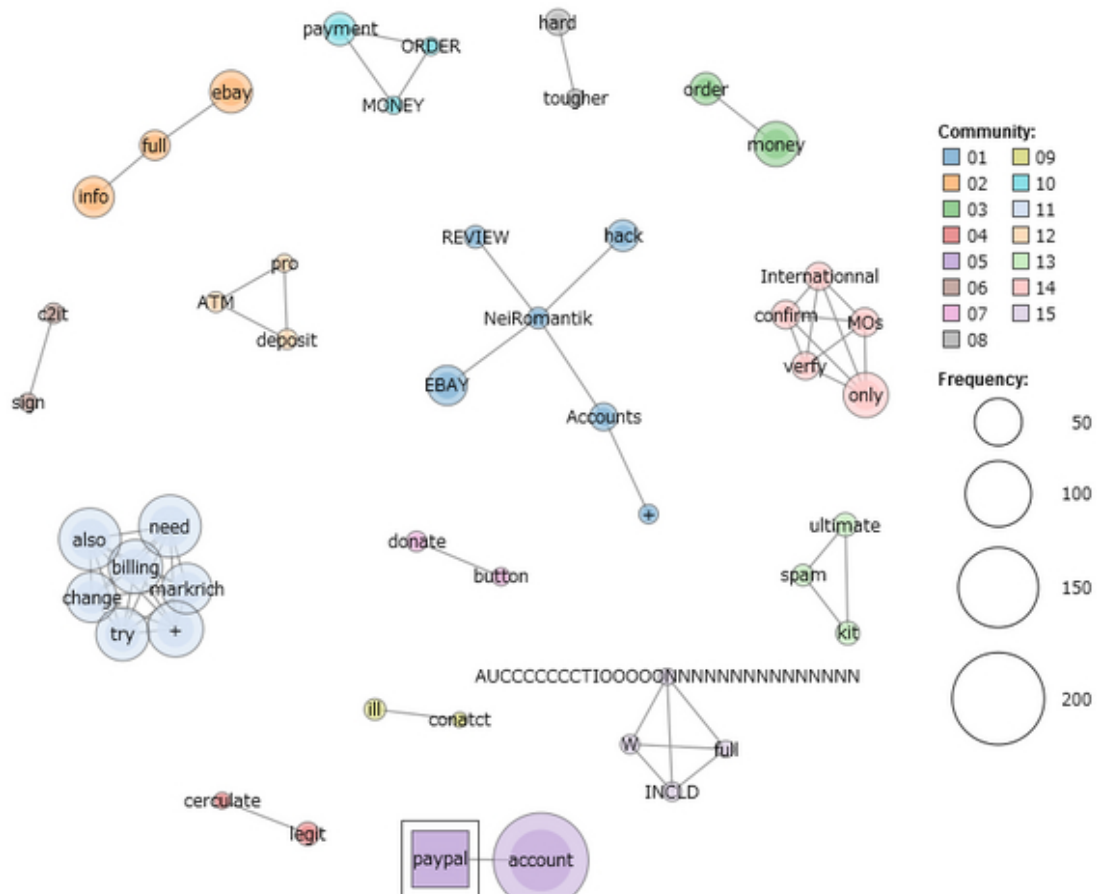 hard
payment
ORDER
tougher
ebay
order
MONEY
full
money
info
Community:
01
09
02
10
03
11
04
12
05
13
06
14
07
15
08
REVIEW
hack
pro
Internationnal
ATM
c2it
NeiRomantik
confirm
MOs
deposit
verfy
EBAY
only
sign
Accounts
Frequency:
50
100
150
200
+
need
also
ultimate
donate
billing
button
spam
markrich
change
try
+
kit
AUCCCCCCCTIOOOOONNNNNNNNNNNNNNN
ill
conatct
W
full
INCLD
cerculate
legit
paypal
account